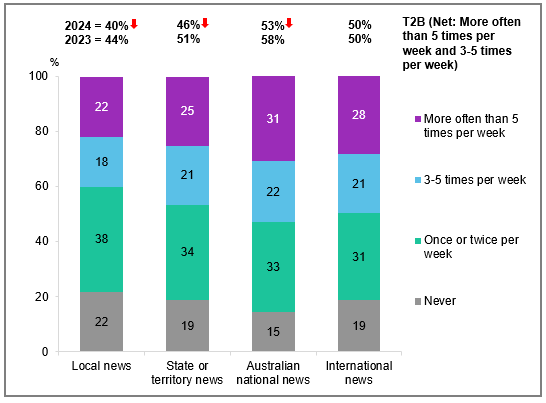 2024 = 40% 46% 53% 50%
2023 = 44% 51% 58% 50%
T2B (Net: More often
than 5 times per
week and 3-5 times
per week)
%
100
80
60
40
20
0
22
18
38
22
25
21
34
19
31
22
33
15
28
21
31
19
Local news
State or
territory news
Australian
national news
International
news
More often than 5
times per week
3-5 times per week
Once or twice per
week
Never